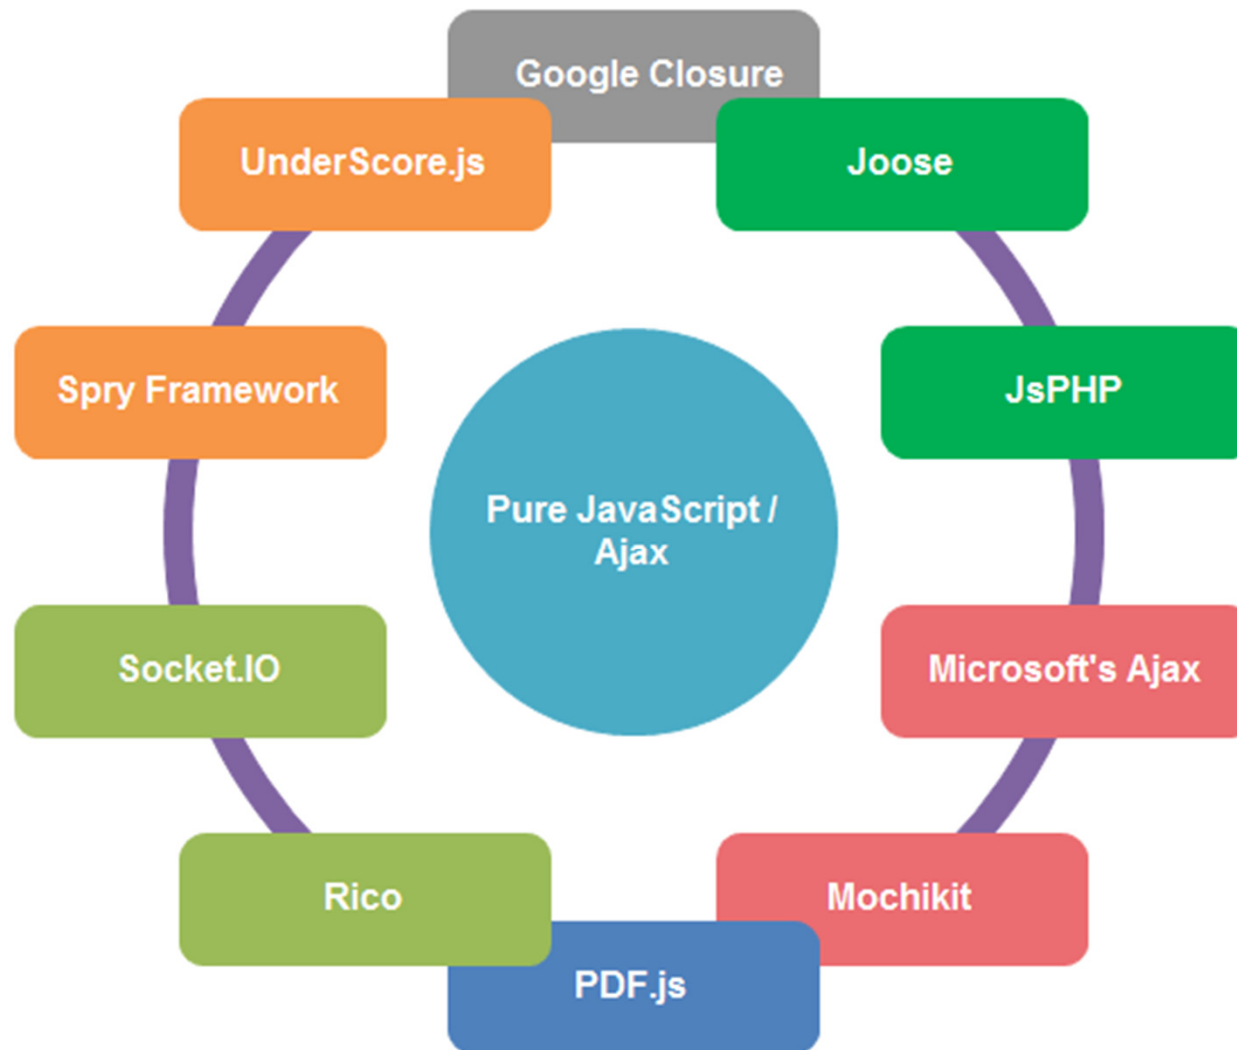 Google Closure
UnderScore.js
Joose
Spry Framework
JsPHP
Pure JavaScript /
Ajax
Socket.IO
Microsoft's Ajax
Rico
Mochikit
PDF.js